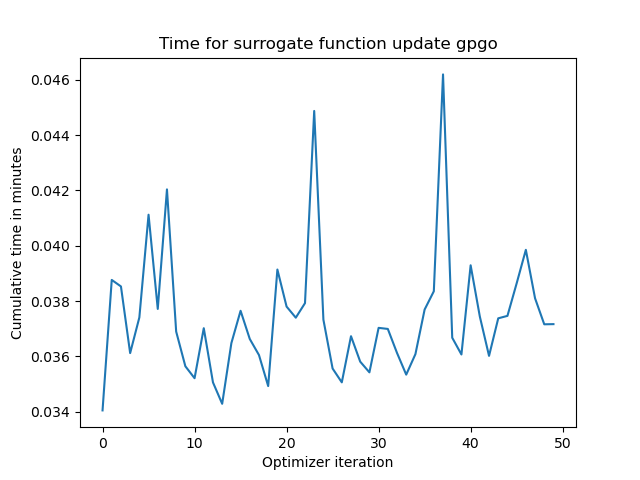 Time for surrogate function update gpgo
Cumulative time in minutes
0.046
0.044
0.042
0.040
0.038
0.036
0.034
0 10 20 30 40 50
Optimizer iteration